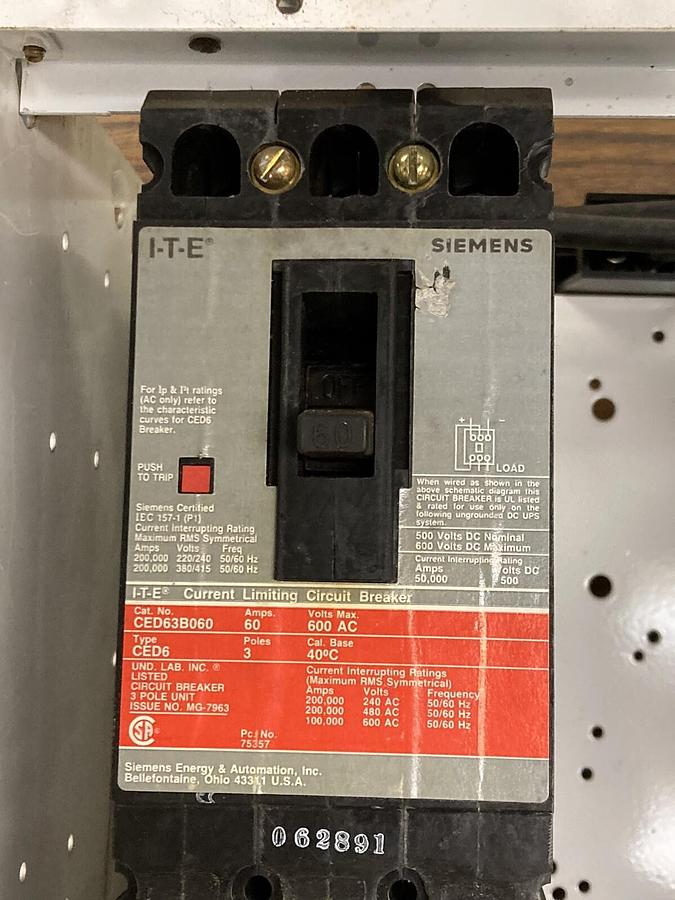 I-T-E® SIEMENS
For Ip & I²t ratings
(AC only) refer to
the characteristic
curves for CED6
Breaker.
OFF
60
PUSH
TO TRIP
+ -
LOAD
When wired as shown in the
above schematic diagram this
CIRCUIT BREAKER is UL listed
& rated for use only on the
following ungrounded DC UPS
system.
500 Volts DC Nominal
600 Volts DC Maximum
Current Interrupting Rating
Amps Volts DC
50,000 500
Siemens Certified
IEC 157-1 (P1)
Current Interrupting Rating
Maximum RMS Symmetrical
Amps Volts Freq
200,000 220/240 50/60 Hz
200,000 380/415 50/60 Hz
I-T-E® Current Limiting Circuit Breaker
Cat. No. Amps. Volts Max.
CED63B060 60 600 AC
Type Poles Cal. Base
CED6 3 40ºC
UND. LAB. INC. ®
LISTED
CIRCUIT BREAKER
3 POLE UNIT
ISSUE NO. MG-7963
Current Interrupting Ratings
(Maximum RMS Symmetrical)
Amps Volts Frequency
200,000 240 AC 50/60 Hz
200,000 480 AC 50/60 Hz
100,000 600 AC 50/60 Hz
SA®
Pc. No.
75357
Siemens Energy & Automation, Inc.
Bellefontaine, Ohio 43311 U.S.A.
062891